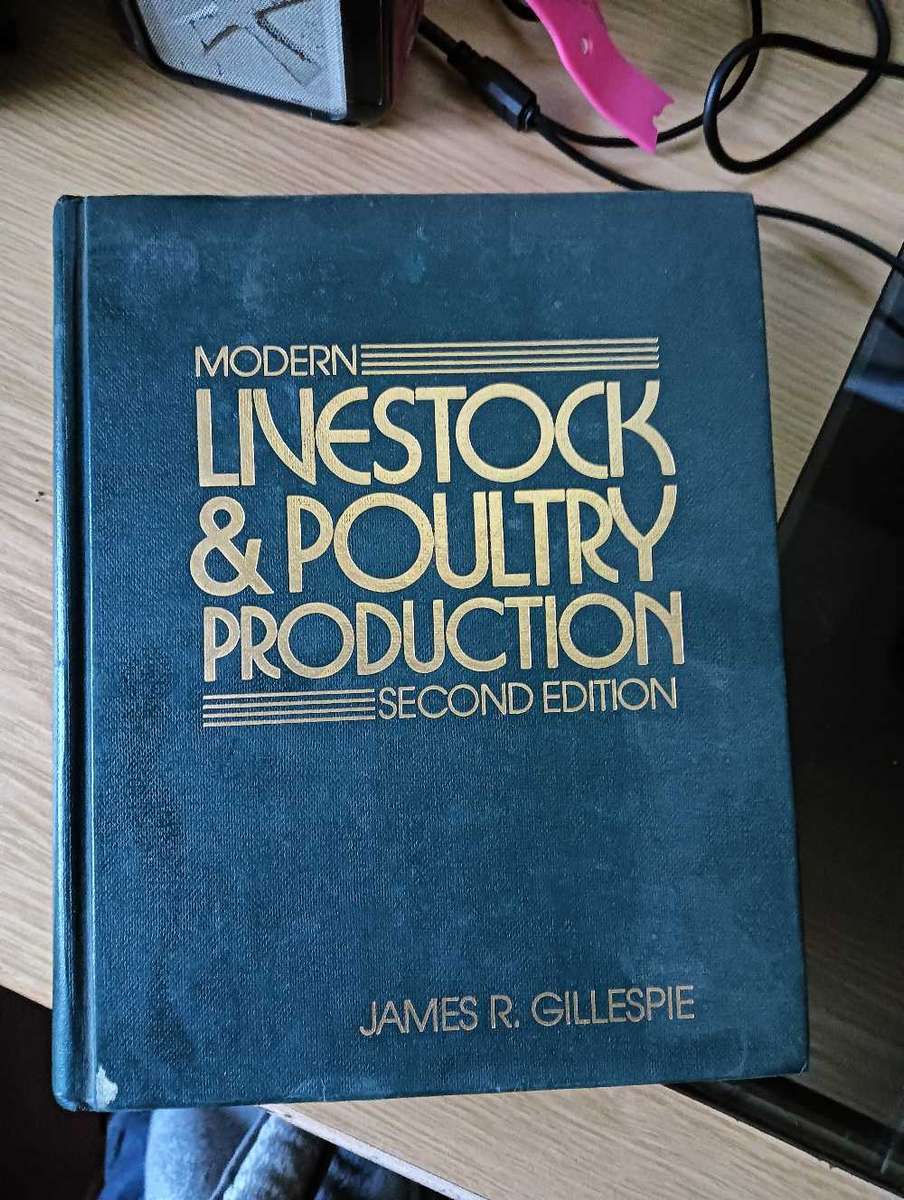 MODERN
LIVESTOCK
& POULTRY
PRODUCTION
SECOND EDITION
JAMES R. GILLESPIE